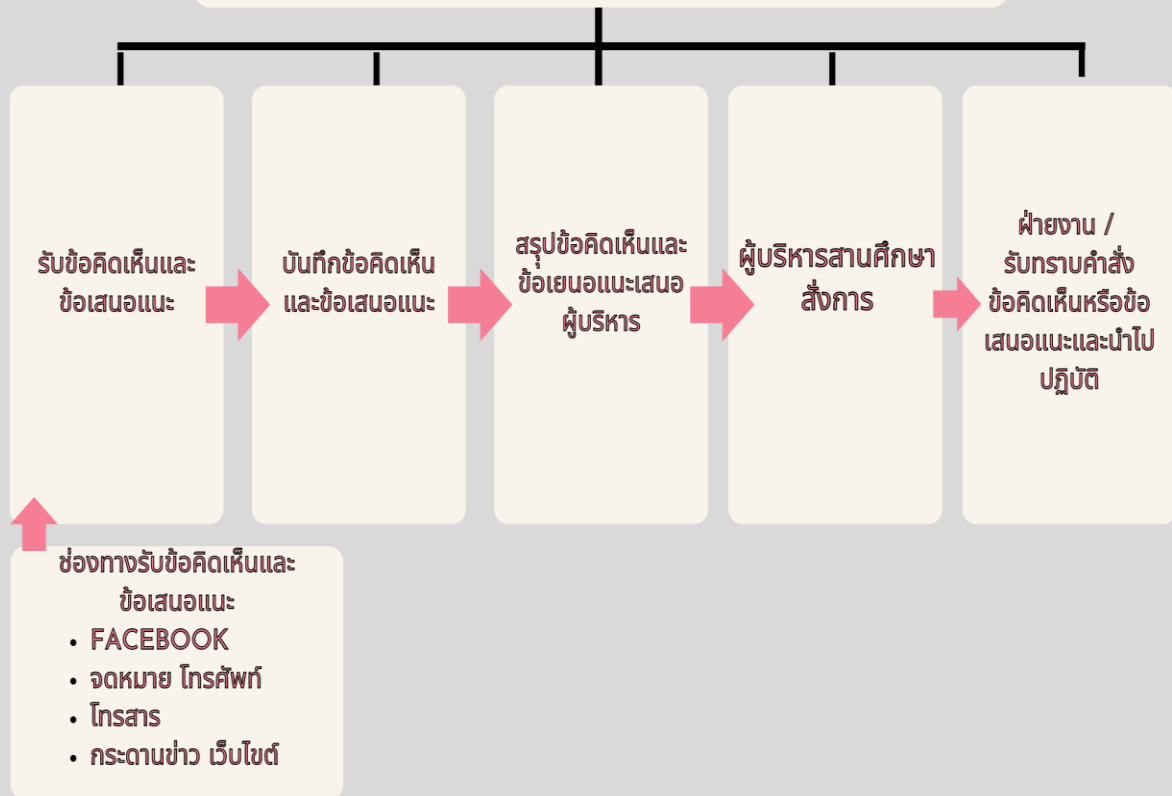 รับข้อคิดเห็นและ
ข้อเสนอแนะ
บันทึกข้อคิดเห็น
และข้อเสนอแนะ
สรุปข้อคิดเห็นและ
ข้อเยนอแนะเสนอ
ผู้บริหาร
ผู้บริหารสานศึกษา
สั่งการ
ฝ่ายงาน /
รับทราบคำสั่ง
ข้อคิดเห็นหรือข้อ
เสนอแนะและนำไป
ปฏิบัติ
ช่องทางรับข้อคิดเห็นและ
ข้อเสนอแนะ
• FACEBOOK
• จดหมาย โทรศัพท์
• โทรสาร
• กระดานข่าว เว็บไขต์